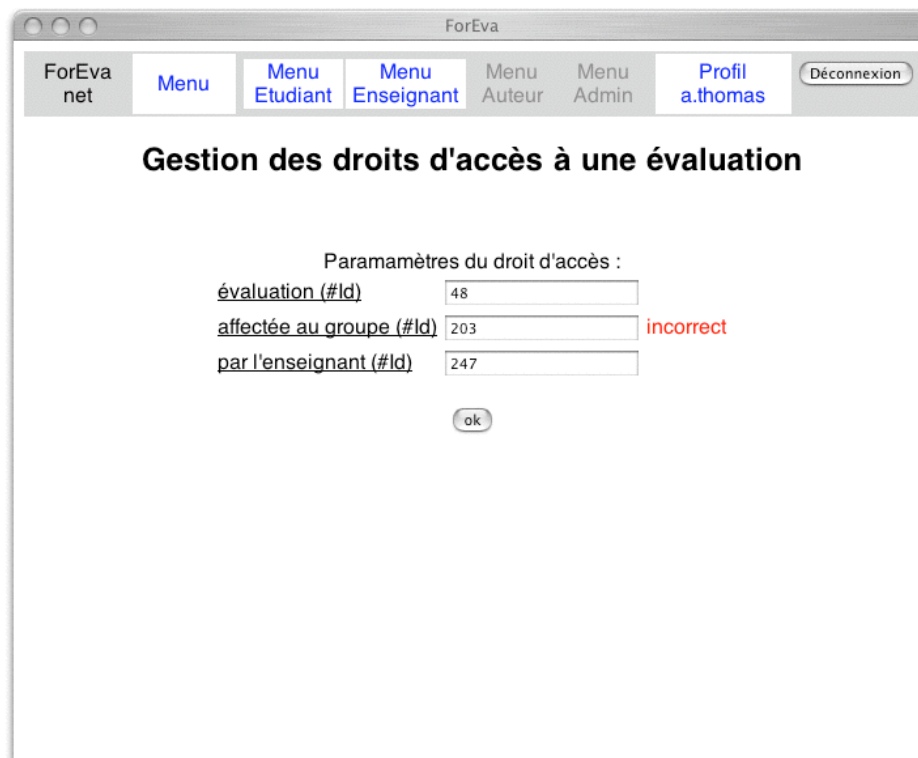 ForEva
ForEva net
Menu
Menu Etudiant
Menu Enseignant
Menu Auteur
Menu Admin
Profil a.thomas
Déconnexion
Gestion des droits d'accès à une évaluation
Paramamètres du droit d'accès :
évaluation (#Id) 48
affectée au groupe (#Id) 203 incorrect
par l'enseignant (#Id) 247
ok